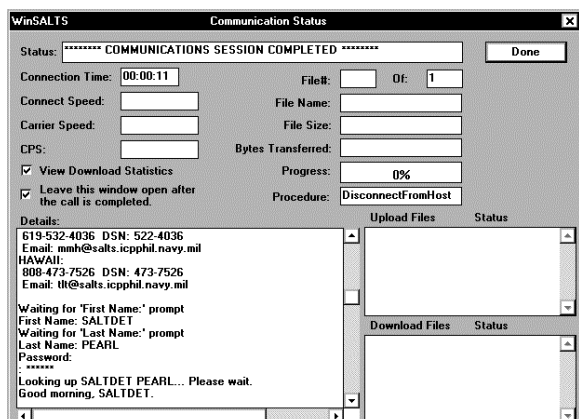 WinSALTS Communication Status X
Status: ******** COMMUNICATIONS SESSION COMPLETED ********
Done
Connection Time: 00:00:11
File#: Of: 1
Connect Speed:
File Name:
Carrier Speed:
File Size:
CPS:
Bytes Transferred:
View Download Statistics
Progress: 0%
Leave this window open after
the call is completed.
Procedure: DisconnectFromHost
Details:
619-532-4036 DSN: 522-4036
Email: mmh@salts.icpphil.navy.mil
HAWAII:
808-473-7526 DSN: 473-7526
Email: tlt@salts.icpphil.navy.mil
Waiting for 'First Name:' prompt
First Name: SALTDET
Waiting for 'Last Name:' prompt
Last Name: PEARL
Password:
: ******
Looking up SALTDET PEARL... Please wait.
Good morning, SALTDET.
Upload Files Status
Download Files Status